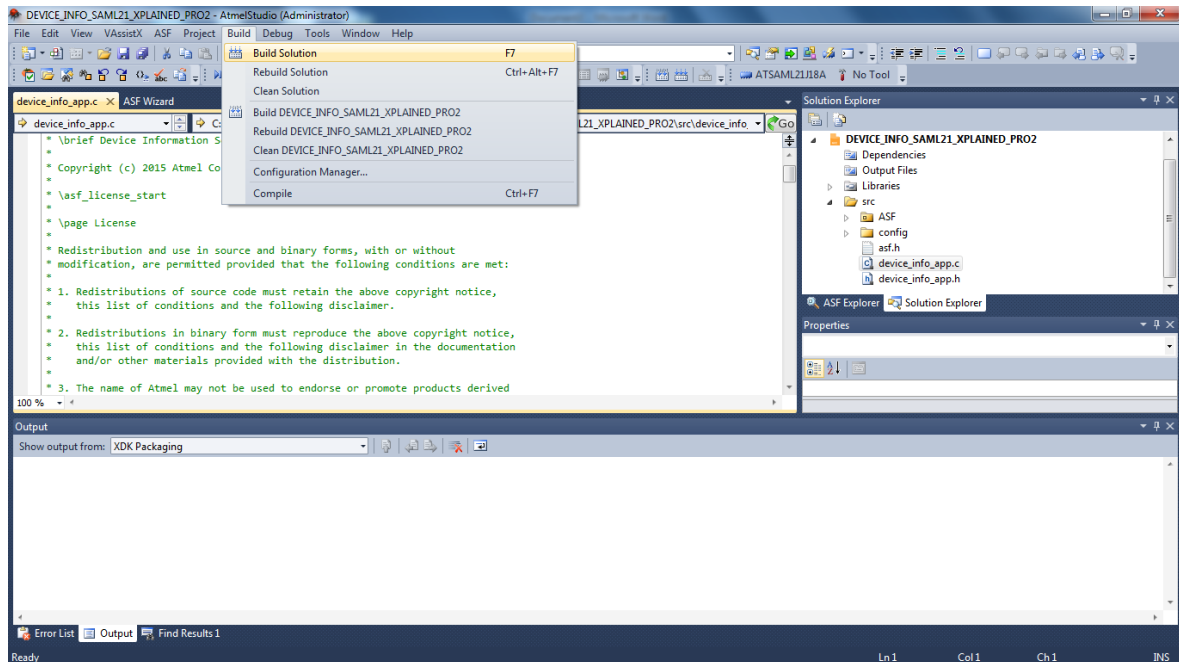 DEVICE_INFO_SAML21_XPLAINED_PRO2 - AtmelStudio (Administrator)
File Edit View VAssistX ASF Project Build Debug Tools Window Help
Build Solution F7
Rebuild Solution Ctrl+Alt+F7
Clean Solution
Build DEVICE_INFO_SAML21_XPLAINED_PRO2
Rebuild DEVICE_INFO_SAML21_XPLAINED_PRO2
Clean DEVICE_INFO_SAML21_XPLAINED_PRO2
Configuration Manager...
Compile Ctrl+F7
ATSAML21J18A No Tool
device_info_app.c ASF Wizard
device_info_app.c C: L21_XPLAINED_PRO2\src\device_info_ Go
* \brief Device Information S
*
* Copyright (c) 2015 Atmel Co
*
* \asf_license_start
*
* \page License
*
* Redistribution and use in source and binary forms, with or without
* modification, are permitted provided that the following conditions are met:
*
* 1. Redistributions of source code must retain the above copyright notice,
* this list of conditions and the following disclaimer.
*
* 2. Redistributions in binary form must reproduce the above copyright notice,
* this list of conditions and the following disclaimer in the documentation
* and/or other materials provided with the distribution.
*
* 3. The name of Atmel may not be used to endorse or promote products derived
100 %
Solution Explorer
DEVICE_INFO_SAML21_XPLAINED_PRO2
Dependencies
Output Files
Libraries
src
ASF
config
asf.h
device_info_app.c
device_info_app.h
ASF Explorer Solution Explorer
Properties
Output
Show output from: XDK Packaging
Error List Output Find Results 1
Ready Ln 1 Col 1 Ch 1 INS